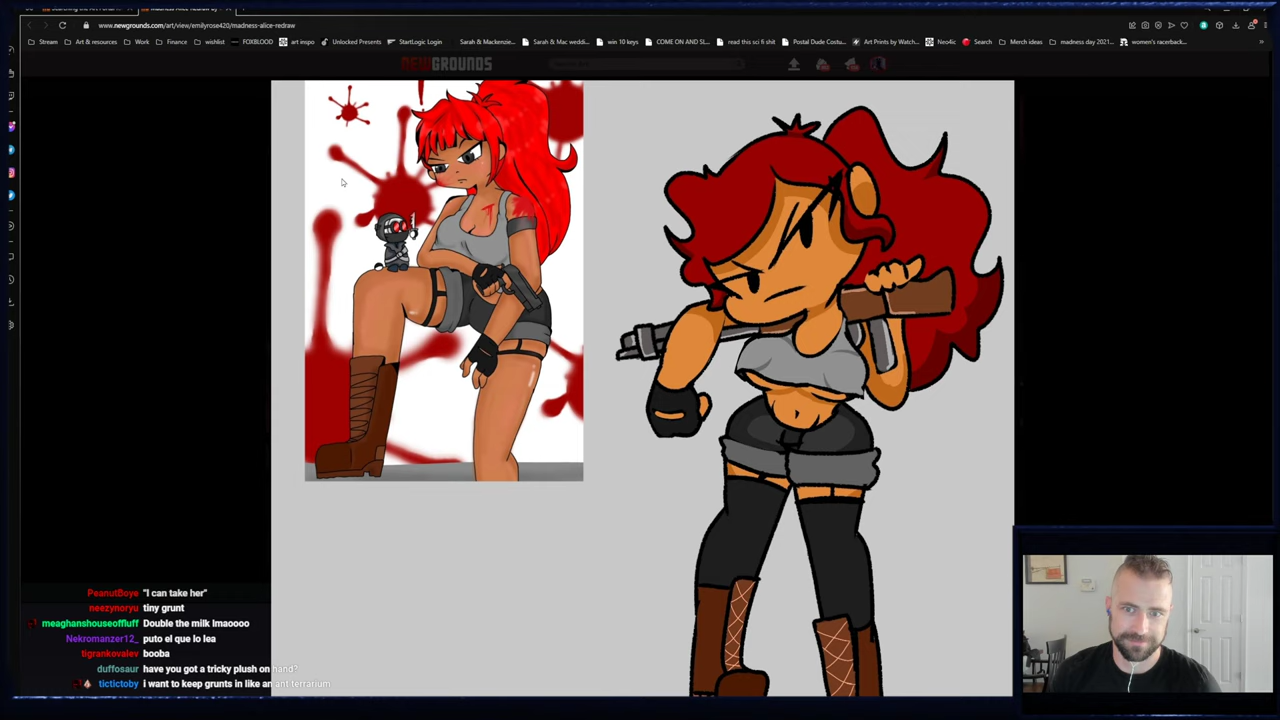 www.newgrounds.com/art/view/emilyrose420/madness-alice-redraw
Stream Art & resources Work Finance wishlist FOXBLOOD art inspo Unlocked Presents StartLogic Login Sarah & Mackenzie... Sarah & Mac weddi... win 10 keys COME ON AND SL... read this sci fi shit Postal Dude Costu... Art Prints by Watch... Neo4ic Search Merch ideas madness day 2021... women's racerback...
NEWGROUNDS
PeanutBoye "I can take her"
neezynoryu tiny grunt
meaghanshouseoffluff Double the milk lmaoooo
Nekromanzer12_ puto el que lo lea
tigrankovalev booba
duffosaur have you got a tricky plush on hand?
tictictoby i want to keep grunts in like an ant terrarium